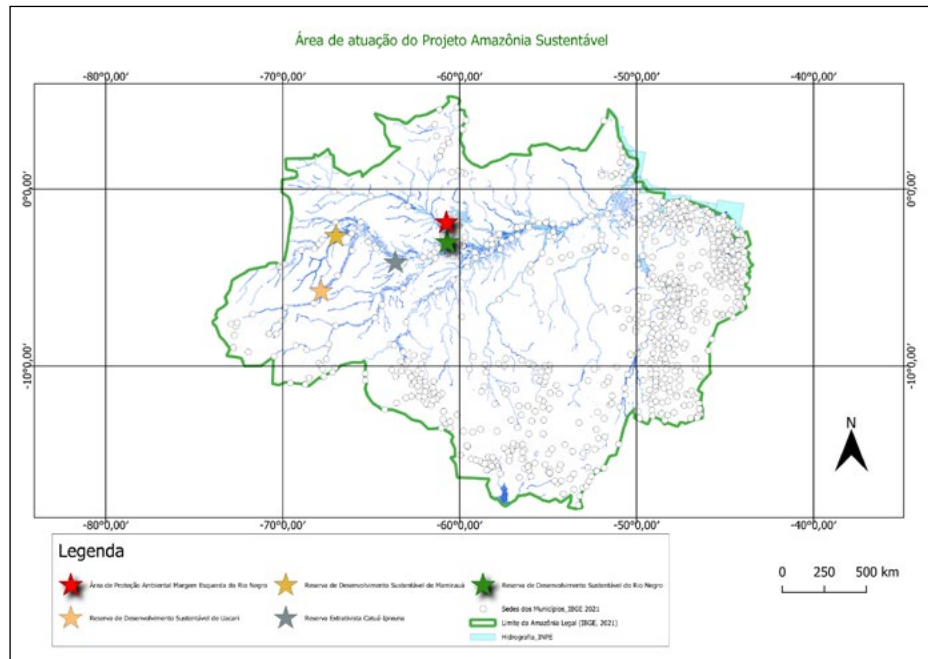 Área de atuação do Projeto Amazônia Sustentável
-80°0,00' -70°0,00' -60°0,00' -50°0,00' -40°0,00'
0°0,00' 0°0,00'
-10°0,00' -10°0,00'
N
-80°0,00' -70°0,00' -60°0,00' -50°0,00' -40°0,00'
Legenda
Área de Proteção Ambiental Margem Esquerda do Rio Negro
Reserva de Desenvolvimento Sustentável de Mamirauá
Reserva de Desenvolvimento Sustentável do Rio Negro
Reserva de Desenvolvimento Sustentável de Uacari
Reserva Extrativista Catuá Ipixuna
Sedes dos Municípios_IBGE 2021
Limite da Amazônia Legal (IBGE, 2021)
Hidrografia_INPE
0 250 500 km